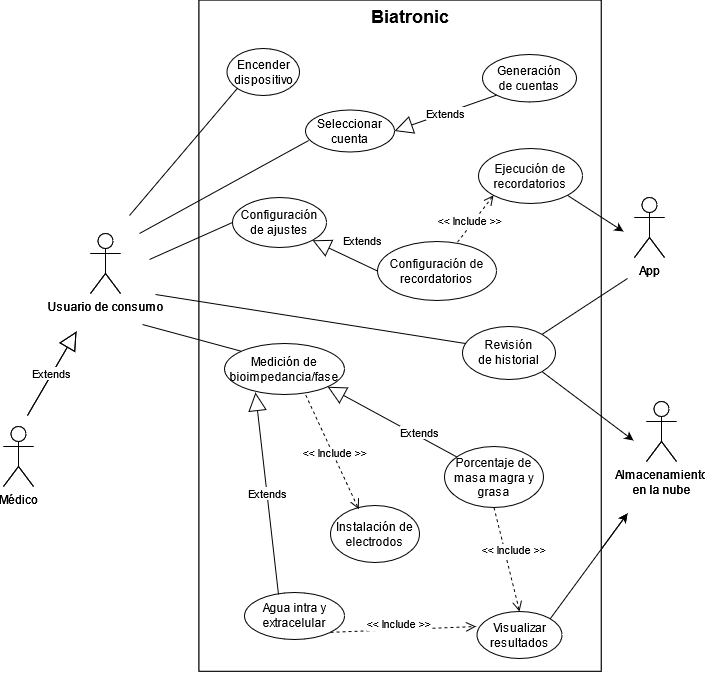 Biatronic
Encender
dispositivo
Generación
de cuentas
Extends
Seleccionar
cuenta
Ejecución de
recordatorios
<< Include >>
Configuración
de ajustes
Extends
Configuración de
recordatorios
App
Usuario de consumo
Revisión
de historial
Medición de
bioimpedancia/fase
Extends
Médico
Extends
<< Include >>
Porcentaje de
masa magra y
grasa
Almacenamiento
en la nube
Extends
Instalación de
electrodos
<< Include >>
Agua intra y
extracelular
<< Include >>
Visualizar
resultados